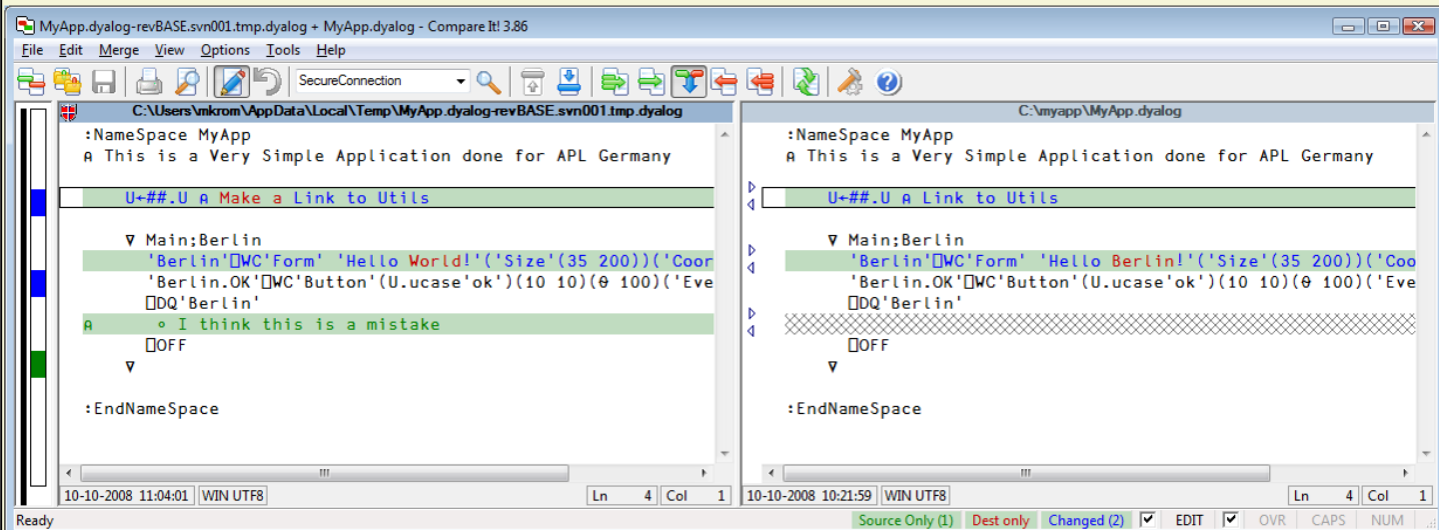 MyApp.dyalog-revBASE.svn001.tmp.dyalog + MyApp.dyalog - Compare It! 3.86
File Edit Merge View Options Tools Help
SecureConnection
C:\Users\mkrom\AppData\Local\Temp\MyApp.dyalog-revBASE.svn001.tmp.dyalog
:NameSpace MyApp
⍝ This is a Very Simple Application done for APL Germany
U←##.U ⍝ Make a Link to Utils
∇ Main;Berlin
'Berlin'⎕WC'Form' 'Hello World!'('Size'(35 200))('Coor
'Berlin.OK'⎕WC'Button'(U.ucase'ok')(10 10)(⍬ 100)('Eve
⎕DQ'Berlin'
⍝ ∘ I think this is a mistake
⎕OFF
∇
:EndNameSpace
10-10-2008 11:04:01 WIN UTF8 Ln 4 Col 1
C:\myapp\MyApp.dyalog
:NameSpace MyApp
⍝ This is a Very Simple Application done for APL Germany
U←##.U ⍝ Link to Utils
∇ Main;Berlin
'Berlin'⎕WC'Form' 'Hello Berlin!'('Size'(35 200))('Coo
'Berlin.OK'⎕WC'Button'(U.ucase'ok')(10 10)(⍬ 100)('Eve
⎕DQ'Berlin'
⎕OFF
∇
:EndNameSpace
10-10-2008 10:21:59 WIN UTF8 Ln 4 Col 1
Ready Source Only (1) Dest only Changed (2) EDIT OVR CAPS NUM